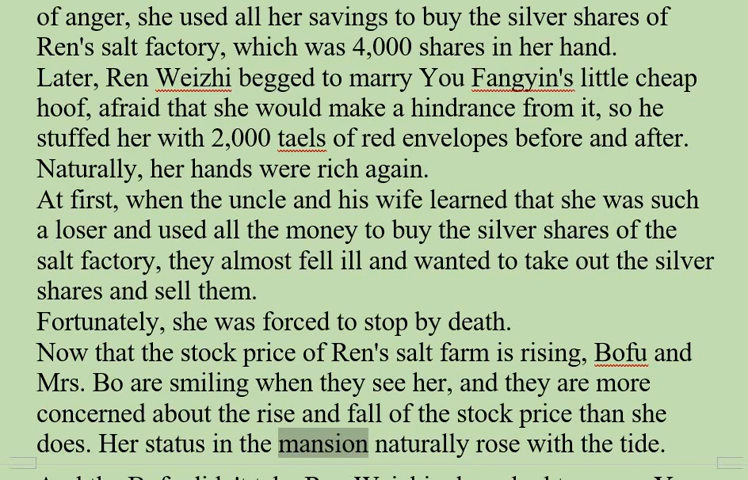 of anger, she used all her savings to buy the silver shares of
Ren's salt factory, which was 4,000 shares in her hand.
Later, Ren Weizhi begged to marry You Fangyin's little cheap
hoof, afraid that she would make a hindrance from it, so he
stuffed her with 2,000 taels of red envelopes before and after.
Naturally, her hands were rich again.
At first, when the uncle and his wife learned that she was such
a loser and used all the money to buy the silver shares of the
salt factory, they almost fell ill and wanted to take out the silver
shares and sell them.
Fortunately, she was forced to stop by death.
Now that the stock price of Ren's salt farm is rising, Bofu and
Mrs. Bo are smiling when they see her, and they are more
concerned about the rise and fall of the stock price than she
does. Her status in the mansion naturally rose with the tide.